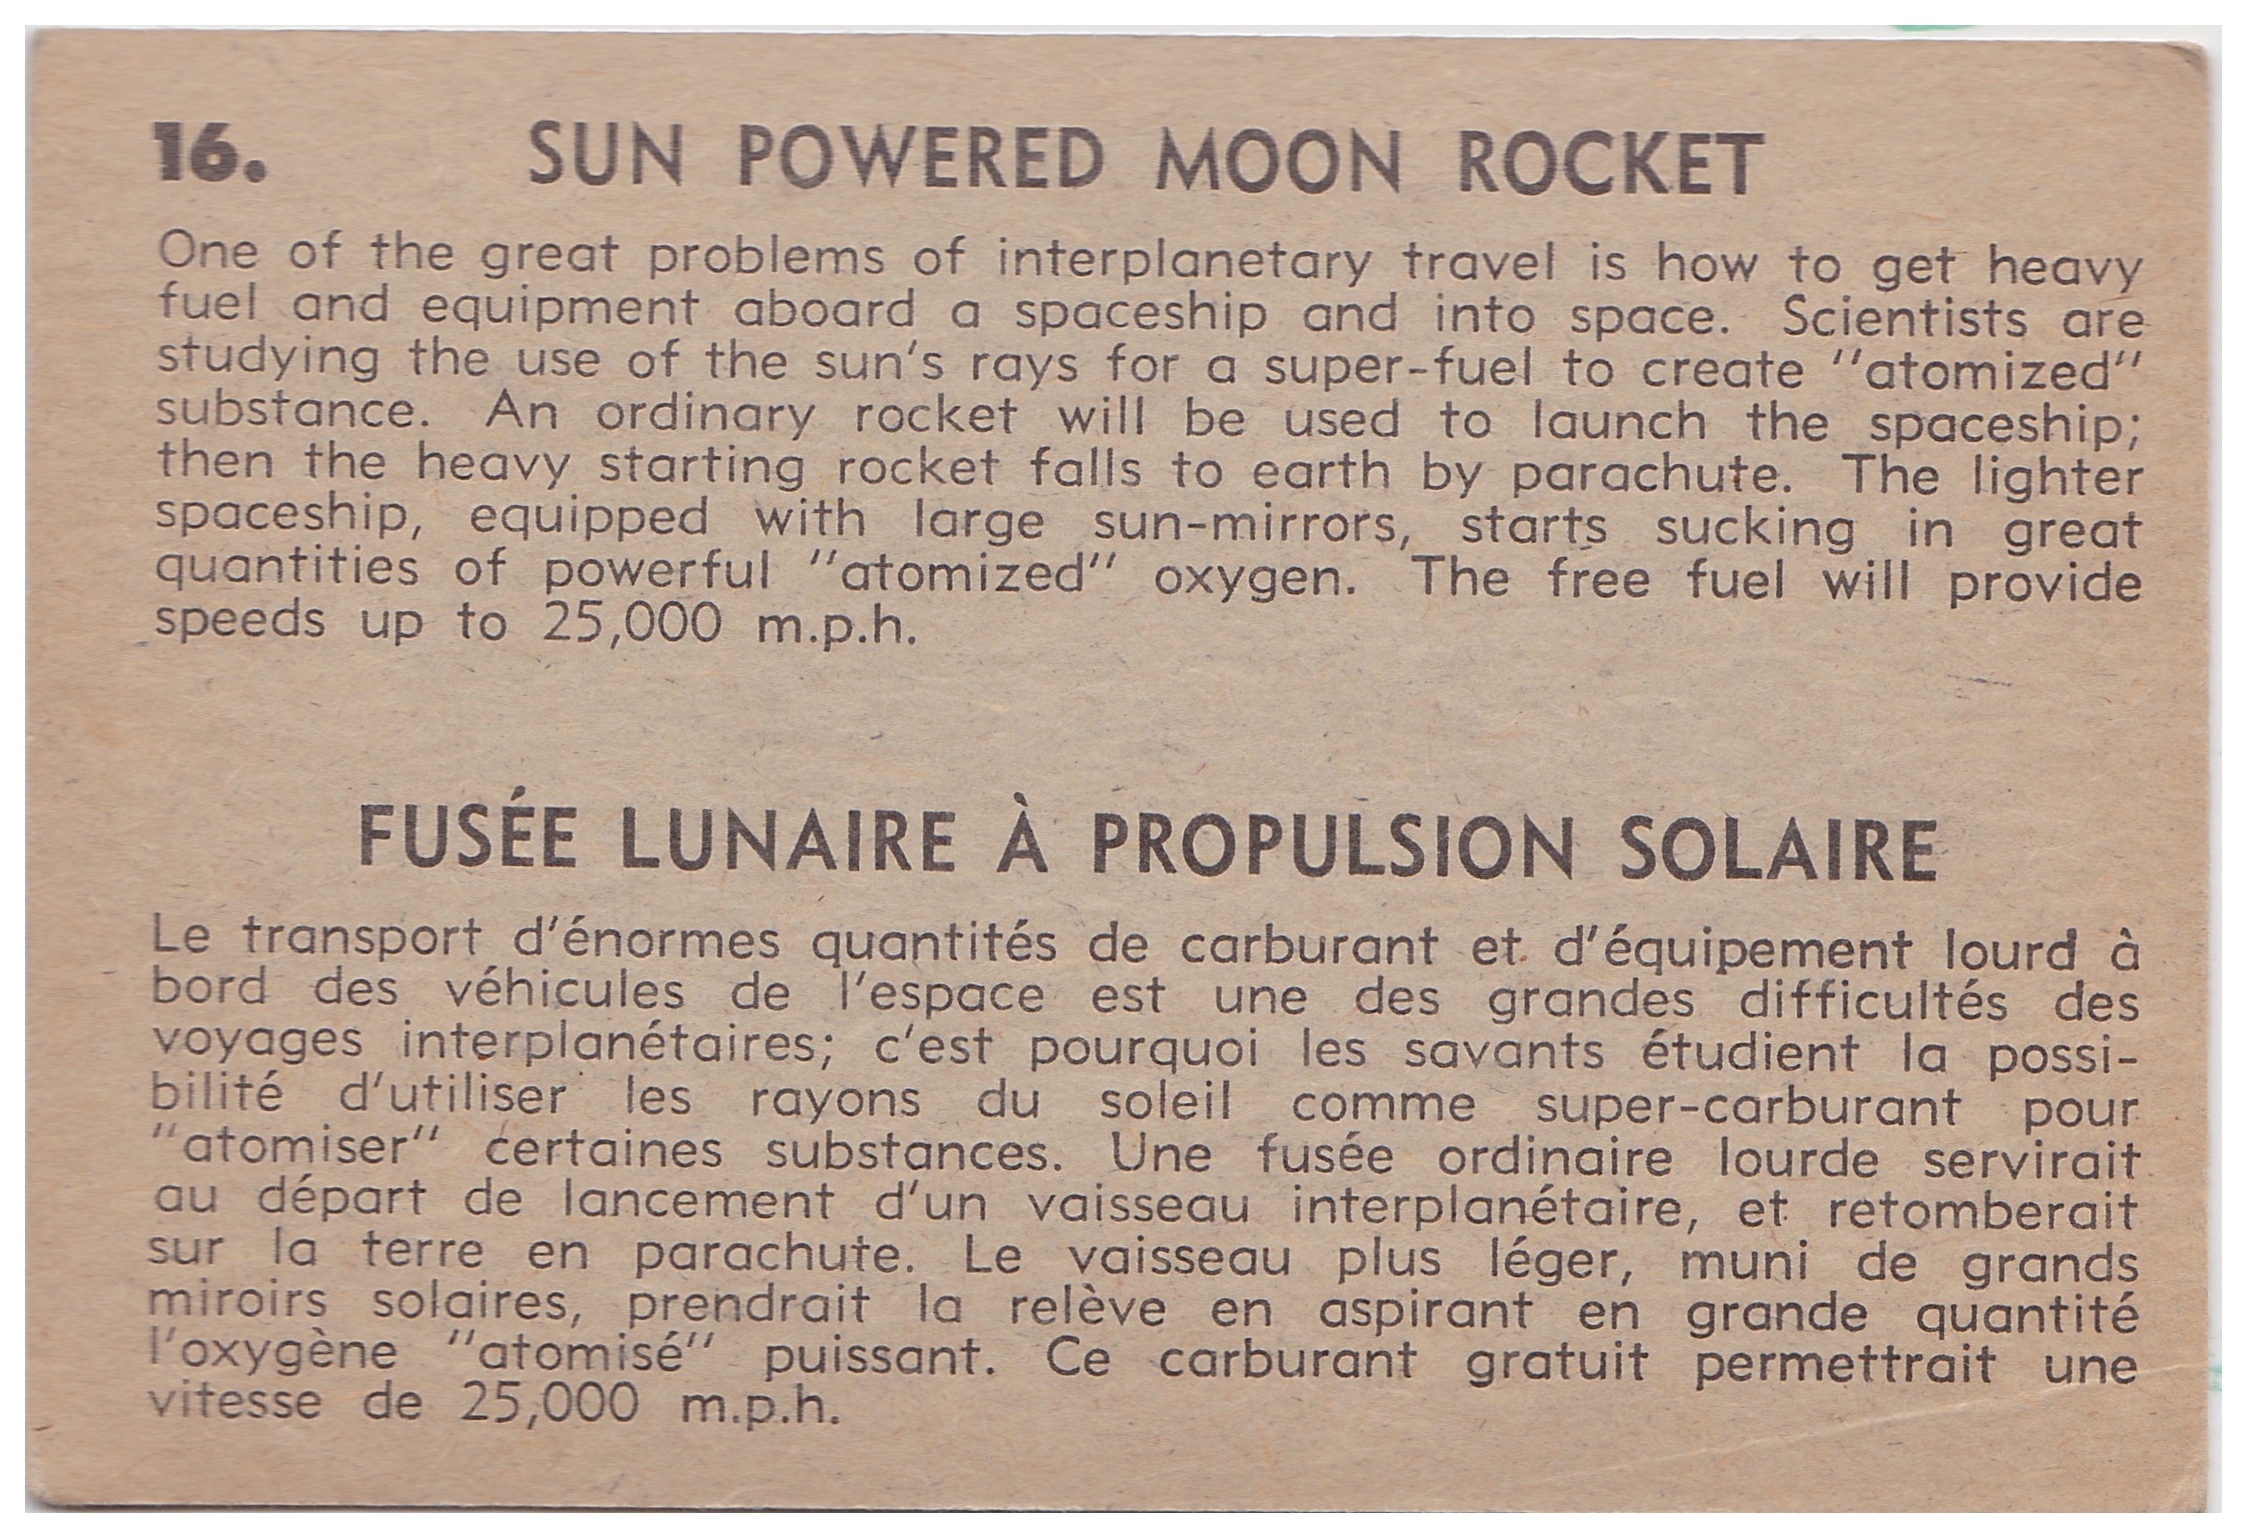 16. SUN POWERED MOON ROCKET
One of the great problems of interplanetary travel is how to get heavy
fuel and equipment aboard a spaceship and into space. Scientists are
studying the use of the sun's rays for a super-fuel to create "atomized"
substance. An ordinary rocket will be used to launch the spaceship;
then the heavy starting rocket falls to earth by parachute. The lighter
spaceship, equipped with large sun-mirrors, starts sucking in great
quantities of powerful "atomized" oxygen. The free fuel will provide
speeds up to 25,000 m.p.h.
FUSÉE LUNAIRE À PROPULSION SOLAIRE
Le transport d'énormes quantités de carburant et d'équipement lourd à
bord des véhicules de l'espace est une des grandes difficultés des
voyages interplanétaires; c'est pourquoi les savants étudient la possi-
bilité d'utiliser les rayons du soleil comme super-carburant pour
"atomiser" certaines substances. Une fusée ordinaire lourde servirait
au départ de lancement d'un vaisseau interplanétaire, et retomberait
sur la terre en parachute. Le vaisseau plus léger, muni de grands
miroirs solaires, prendrait la relève en aspirant en grande quantité
l'oxygène "atomisé" puissant. Ce carburant gratuit permettrait une
vitesse de 25,000 m.p.h.